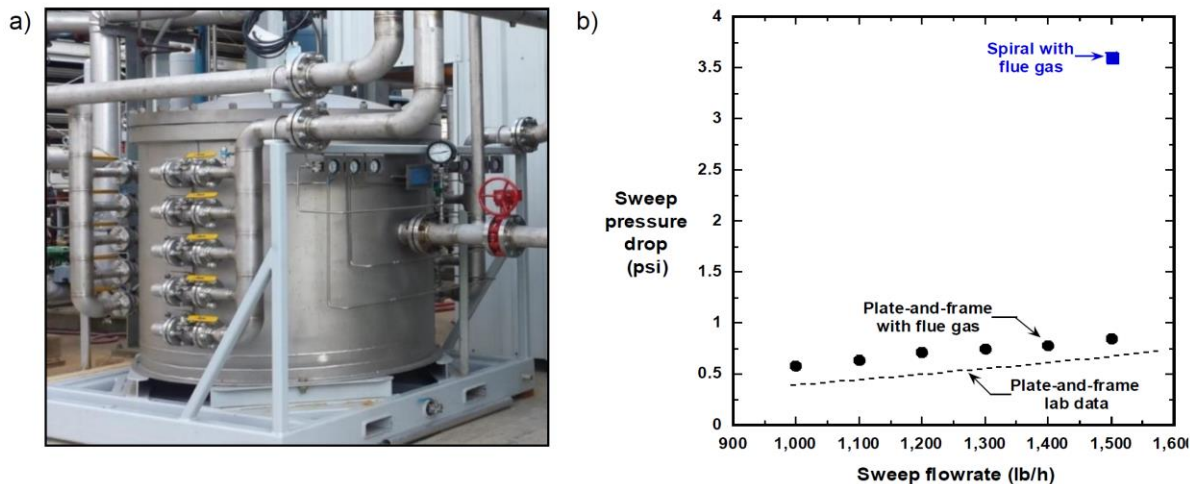 a)
b)
4
3.5
3
2.5
2
1.5
1
0.5
0
Sweep
pressure
drop
(psi)
Spiral with
flue gas
Plate-and-frame
with flue gas
Plate-and-frame
lab data
900 1,000 1,100 1,200 1,300 1,400 1,500 1,600
Sweep flowrate (lb/h)